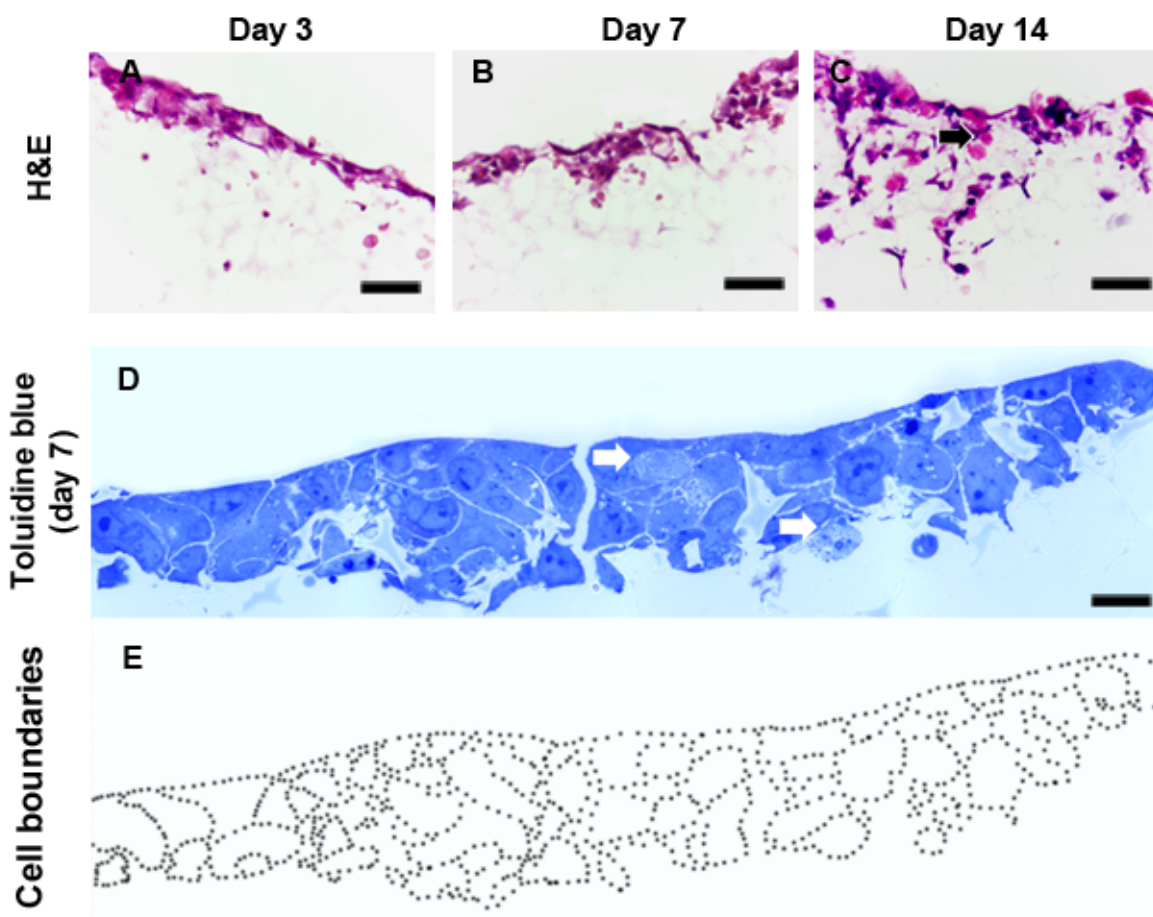 Day 3
Day 7
Day 14
H&E
A
B
C
Toluidine blue
(day 7)
D
Cell boundaries
E